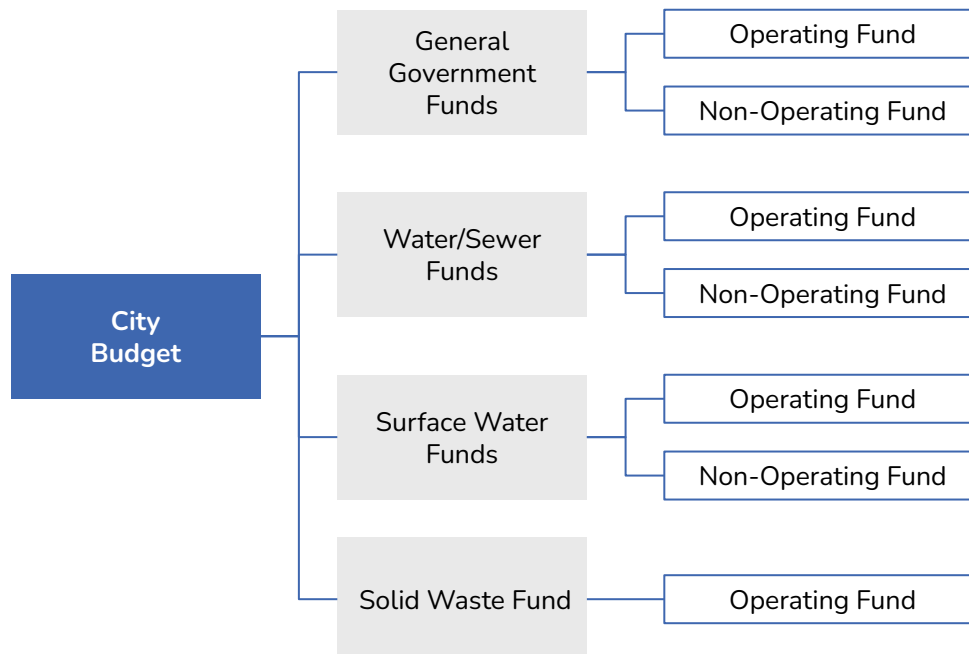 City
Budget
General
Government
Funds
Operating Fund
Non-Operating Fund
Water/Sewer
Funds
Operating Fund
Non-Operating Fund
Surface Water
Funds
Operating Fund
Non-Operating Fund
Solid Waste Fund
Operating Fund